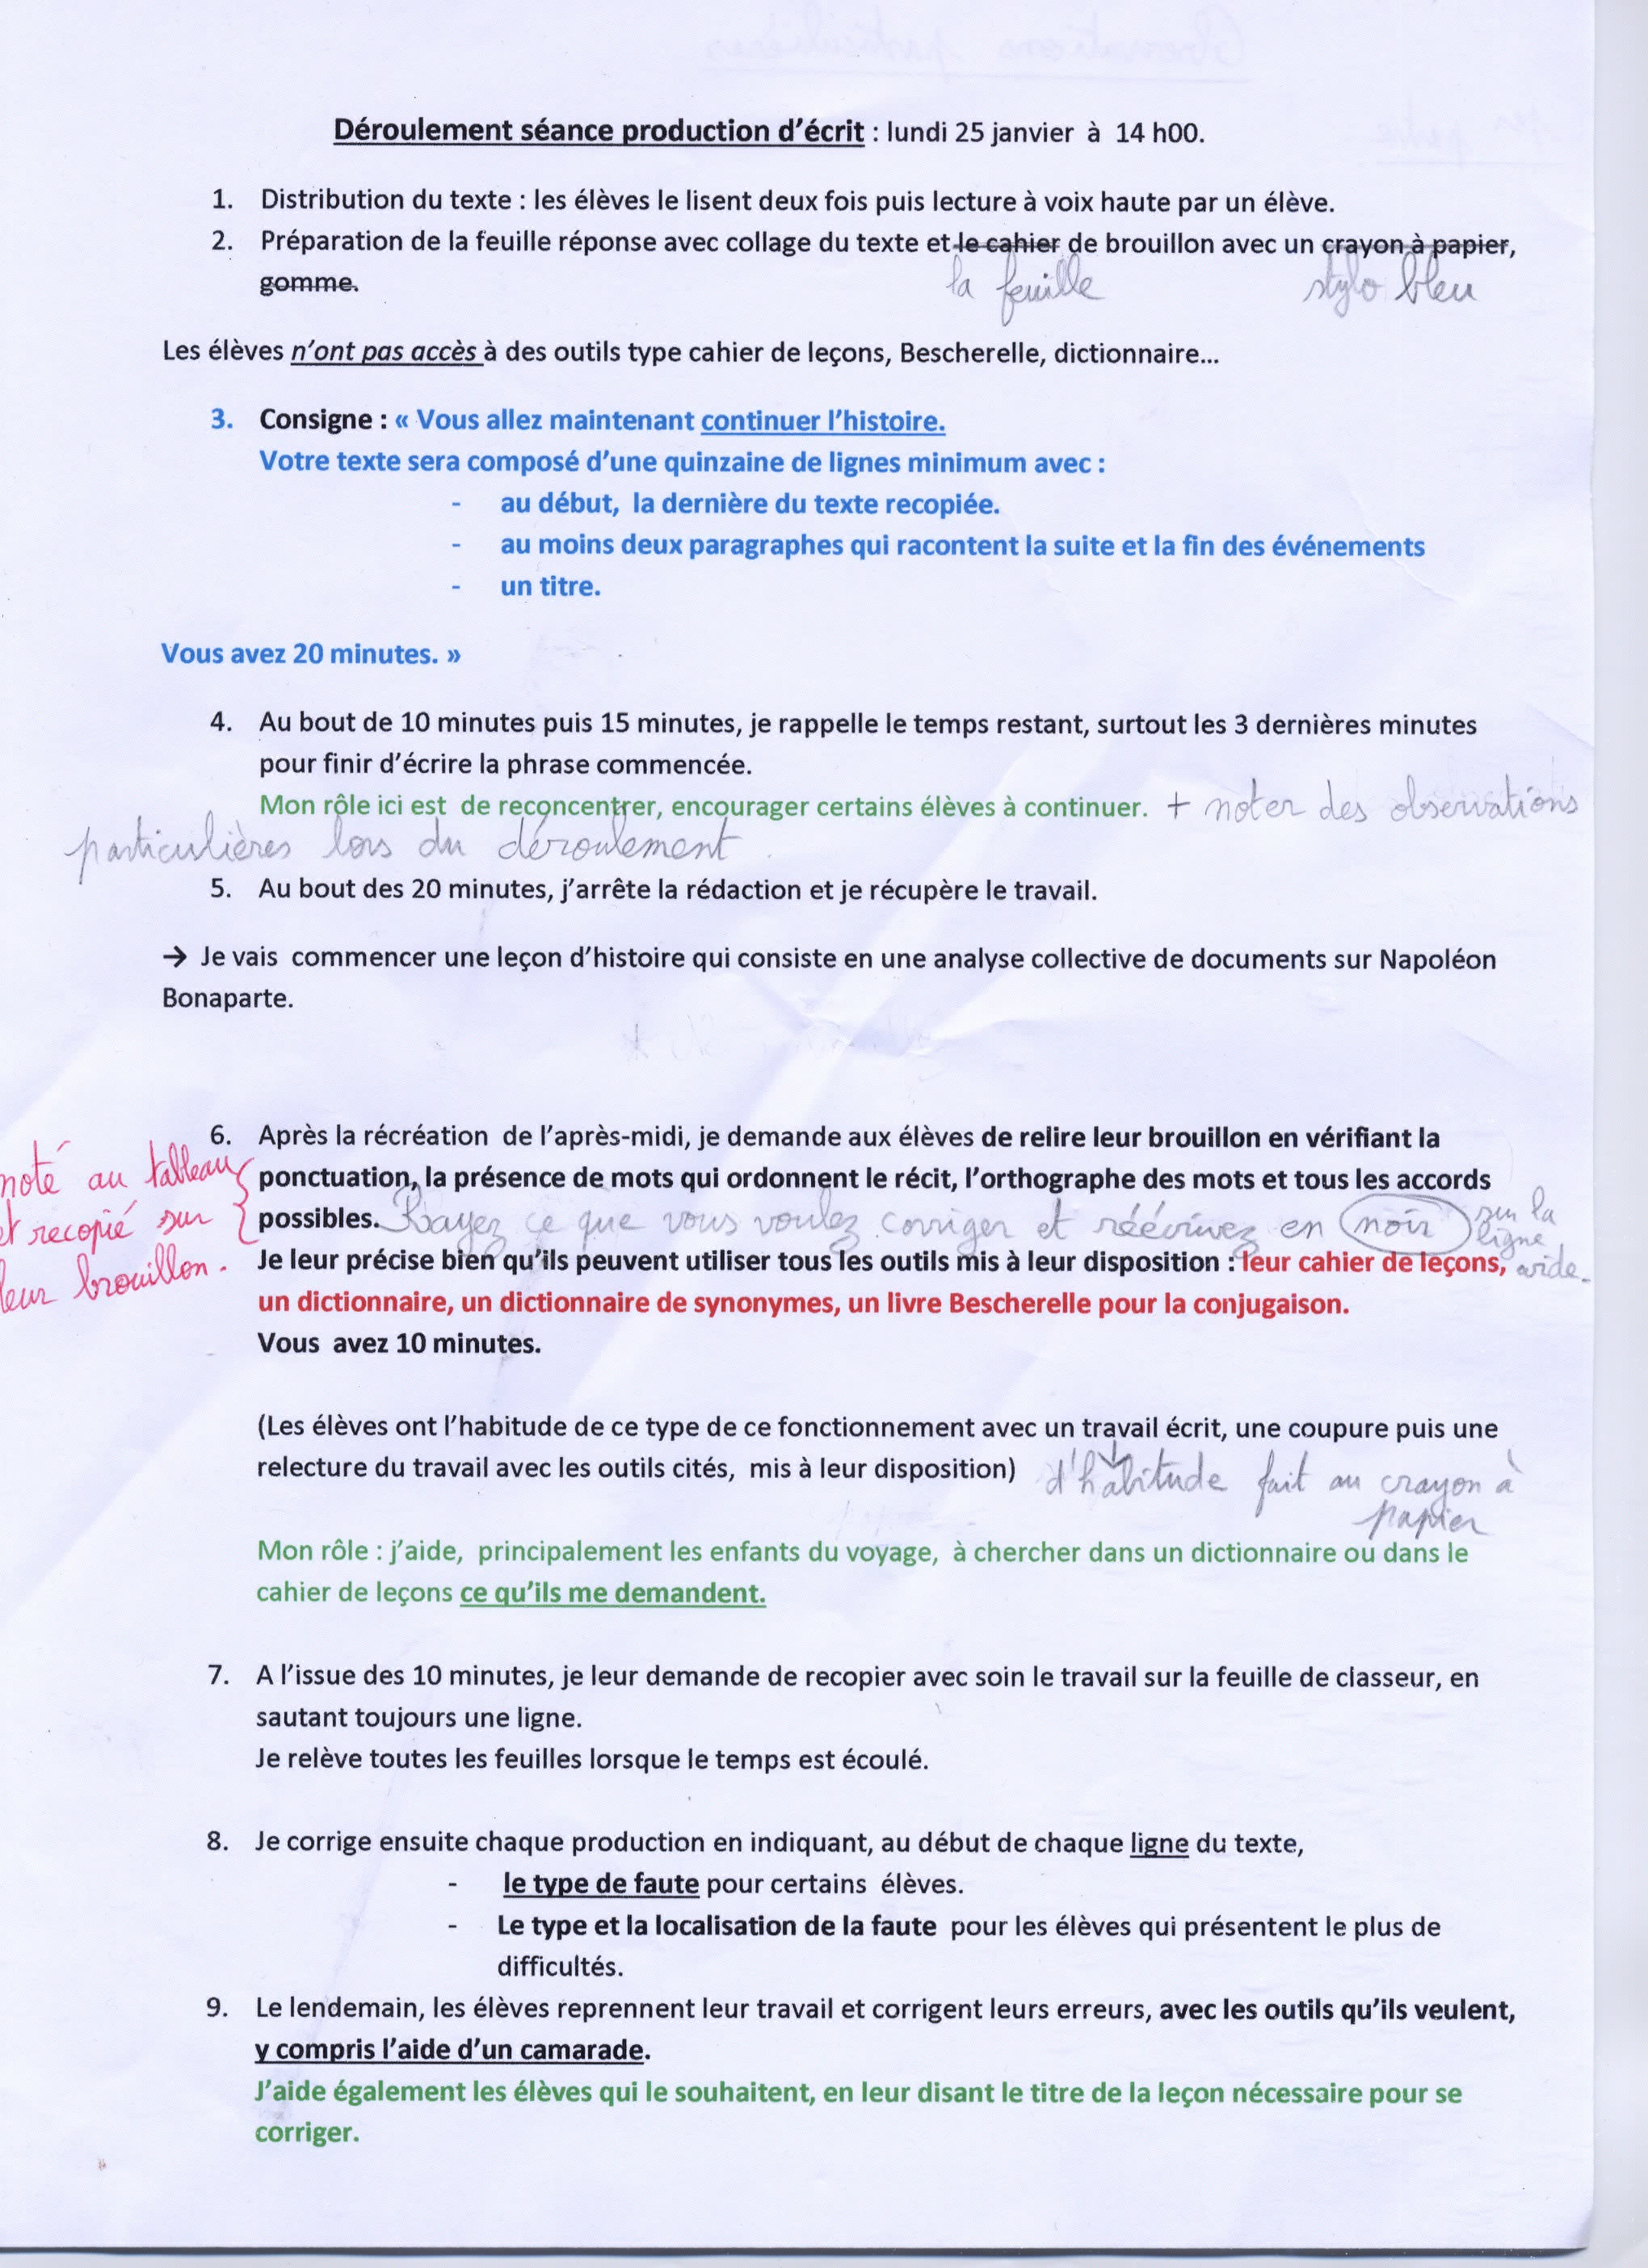 Déroulement séance production d'écrit : lundi 25 janvier à 14 h00.
1. Distribution du texte : les élèves le lisent deux fois puis lecture à voix haute par un élève.
2. Préparation de la feuille réponse avec collage du texte et le cahier de brouillon avec un crayon à papier,
gomme. la feuille stylo bleu
Les élèves n'ont pas accès à des outils type cahier de leçons, Bescherelle, dictionnaire...
3. Consigne : « Vous allez maintenant continuer l'histoire.
Votre texte sera composé d'une quinzaine de lignes minimum avec :
- au début, la dernière du texte recopiée.
- au moins deux paragraphes qui racontent la suite et la fin des événements
- un titre.
Vous avez 20 minutes. »
4. Au bout de 10 minutes puis 15 minutes, je rappelle le temps restant, surtout les 3 dernières minutes
pour finir d'écrire la phrase commencée.
Mon rôle ici est de reconcentrer, encourager certains élèves à continuer. + noter des observations
particulières lors du déroulement
5. Au bout des 20 minutes, j'arrête la rédaction et je récupère le travail.
→ Je vais commencer une leçon d'histoire qui consiste en une analyse collective de documents sur Napoléon
Bonaparte.
6. Après la récréation de l'après-midi, je demande aux élèves de relire leur brouillon en vérifiant la
noté au tableau ponctuation, la présence de mots qui ordonnent le récit, l'orthographe des mots et tous les accords
et recopié sur possibles. Rayez ce que vous voulez corriger et réécrivez en noir sur la
ligne
leur brouillon. Je leur précise bien qu'ils peuvent utiliser tous les outils mis à leur disposition : leur cahier de leçons, vide.
un dictionnaire, un dictionnaire de synonymes, un livre Bescherelle pour la conjugaison.
Vous avez 10 minutes.
(Les élèves ont l'habitude de ce type de ce fonctionnement avec un travail écrit, une coupure puis une
relecture du travail avec les outils cités, mis à leur disposition) d'habitude fait au crayon à
papier
Mon rôle : j'aide, principalement les enfants du voyage, à chercher dans un dictionnaire ou dans le
cahier de leçons ce qu'ils me demandent.
7. A l'issue des 10 minutes, je leur demande de recopier avec soin le travail sur la feuille de classeur, en
sautant toujours une ligne.
Je relève toutes les feuilles lorsque le temps est écoulé.
8. Je corrige ensuite chaque production en indiquant, au début de chaque ligne du texte,
- le type de faute pour certains élèves.
- Le type et la localisation de la faute pour les élèves qui présentent le plus de
difficultés.
9. Le lendemain, les élèves reprennent leur travail et corrigent leurs erreurs, avec les outils qu'ils veulent,
y compris l'aide d'un camarade.
J'aide également les élèves qui le souhaitent, en leur disant le titre de la leçon nécessaire pour se
corriger.